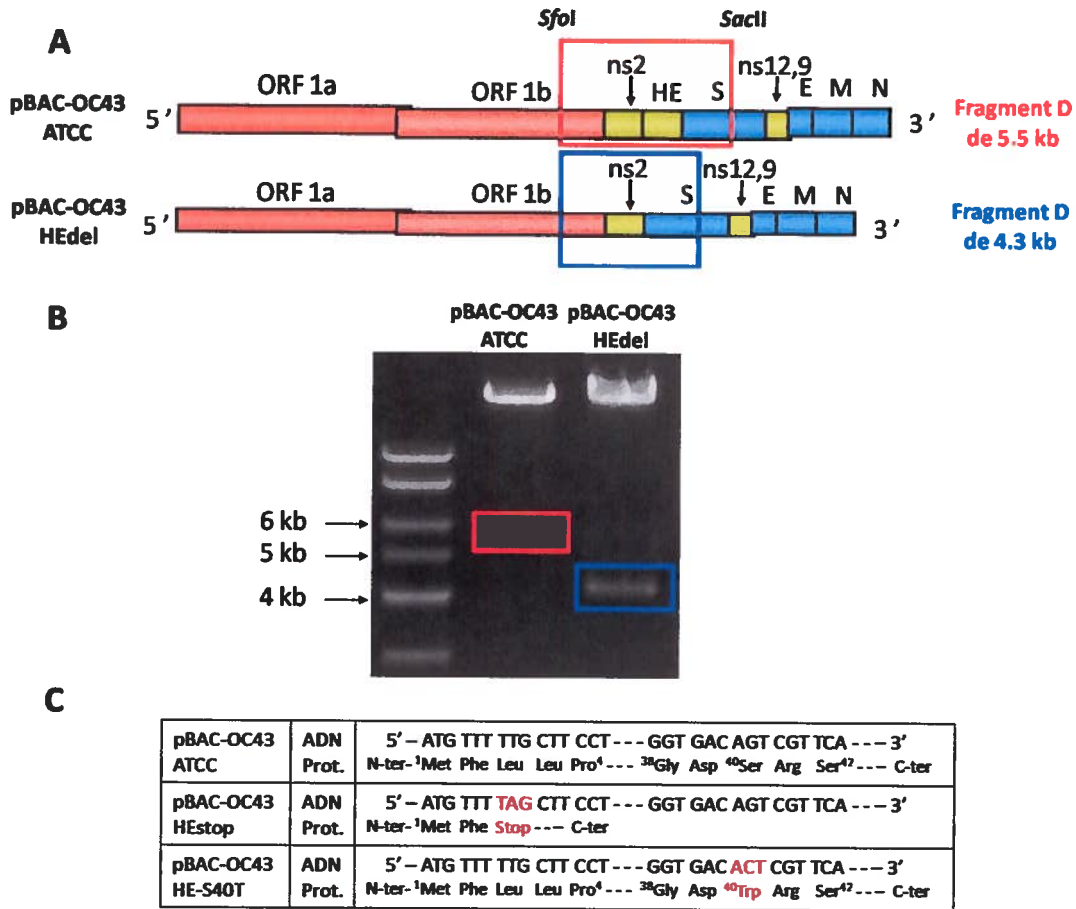 SfoI SacII
A
ns2 ns12,9
ORF 1a ORF 1b HE S E M N
pBAC-OC43
ATCC
5’ 3’
Fragment D
de 5.5 kb
ns2 ns12,9
ORF 1a ORF 1b S E M N
pBAC-OC43
HEdel
5’ 3’
Fragment D
de 4.3 kb
B
pBAC-OC43 pBAC-OC43
ATCC HEdel
6 kb
5 kb
4 kb
C
pBAC-OC43 ADN 5’ – ATG TTT TTG CTT CCT - - - GGT GAC AGT CGT TCA - - - 3’
ATCC Prot. N-ter- ¹Met Phe Leu Leu Pro⁴ - - - ³⁸Gly Asp ⁴⁰Ser Arg Ser⁴² - - - C-ter
pBAC-OC43 ADN 5’ – ATG TTT TAG CTT CCT - - - GGT GAC AGT CGT TCA - - - 3’
HEstop Prot. N-ter- ¹Met Phe Stop - - - C-ter
pBAC-OC43 ADN 5’ – ATG TTT TTG CTT CCT - - - GGT GAC ACT CGT TCA - - - 3’
HE-S40T Prot. N-ter- ¹Met Phe Leu Leu Pro⁴ - - - ³⁸Gly Asp ⁴⁰Trp Arg Ser⁴² - - - C-ter